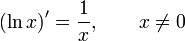 (ln x)′ = 1/x, x ≠ 0